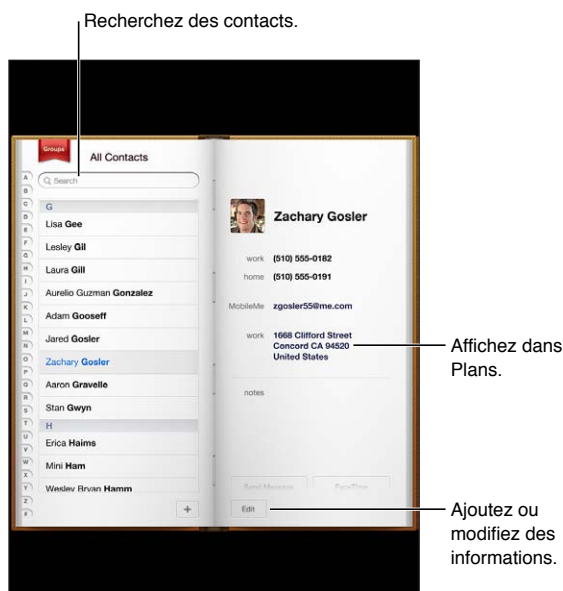 Recherchez des contacts.
Groups
All Contacts
Search
A
B
C
D
E
F
G
H
I
J
K
L
M
N
O
P
Q
R
S
T
U
V
W
X
Y
Z
#
G
Lisa Gee
Lesley Gil
Laura Gill
Aurelio Guzman Gonzalez
Adam Gooseff
Jared Gosler
Zachary Gosler
Aaron Gravelle
Stan Gwyn
H
Erica Haims
Mini Ham
Wesley Bryan Hamm
+
Zachary Gosler
work (510) 555-0182
home (510) 555-0191
MobileMe zgosler55@me.com
work 1668 Clifford Street
Concord CA 94520
United States
notes
Send Message FaceTime
Edit
Affichez dans
Plans.
Ajoutez ou
modifiez des
informations.